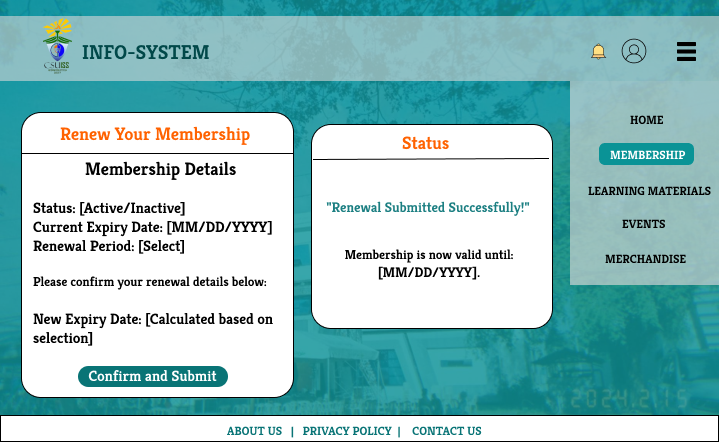 INFO-SYSTEM
HOME
MEMBERSHIP
LEARNING MATERIALS
EVENTS
MERCHANDISE
Renew Your Membership
Membership Details
Status: [Active/Inactive]
Current Expiry Date: [MM/DD/YYYY]
Renewal Period: [Select]
Please confirm your renewal details below:
New Expiry Date: [Calculated based on
selection]
Confirm and Submit
Status
"Renewal Submitted Successfully!"
Membership is now valid until:
[MM/DD/YYYY].
2024.2.15
ABOUT US | PRIVACY POLICY | CONTACT US